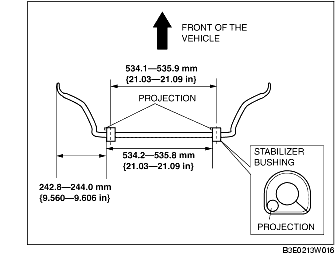 FRONT OF THE
VEHICLE
534.1—535.9 mm
{21.03—21.09 in}
PROJECTION
STABILIZER
BUSHING
534.2—535.8 mm
{21.03—21.09 in}
242.8—244.0 mm
{9.560—9.606 in}
PROJECTION
B3E0213W016